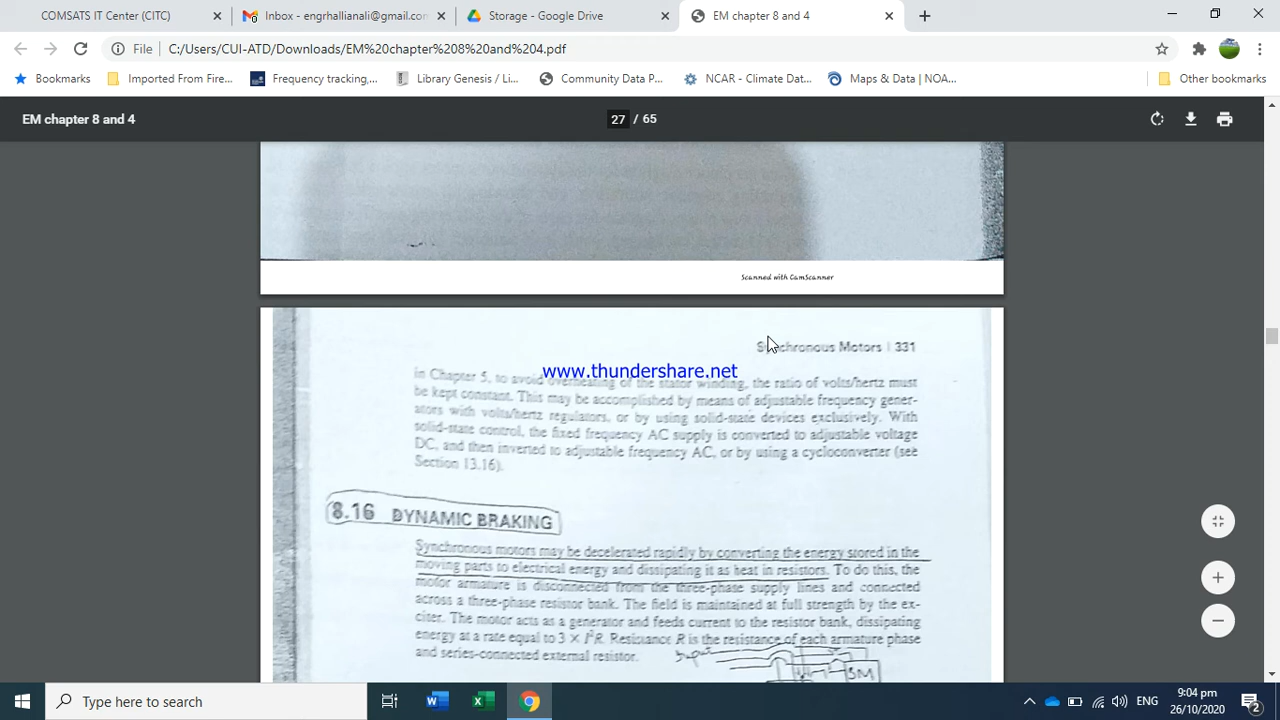 COMSATS IT Center (CITC)
Inbox - engrhallianali@gmail.com
Storage - Google Drive
EM chapter 8 and 4
File
C:/Users/CUI-ATD/Downloads/EM%20chapter%208%20and%204.pdf
Bookmarks
Imported From Fire...
Frequency tracking,...
Library Genesis / Li...
Community Data P...
NCAR - Climate Dat...
Maps & Data | NOA...
Other bookmarks
EM chapter 8 and 4
27 / 65
Scanned with CamScanner
Synchronous Motors | 331
www.thundershare.net
in Chapter 5, to avoid overheating of the stator winding, the ratio of volts/hertz must
be kept constant. This may be accomplished by means of adjustable frequency gener-
ators with volts/hertz regulators, or by using solid-state devices exclusively. With
solid-state control, the fixed frequency AC supply is converted to adjustable voltage
DC, and then inverted to adjustable frequency AC, or by using a cycloconverter (see
Section 13.16).
8.16 DYNAMIC BRAKING
Synchronous motors may be decelerated rapidly by converting the energy stored in the
moving parts to electrical energy and dissipating it as heat in resistors. To do this, the
motor armature is disconnected from the three-phase supply lines and connected
across a three-phase resistor bank. The field is maintained at full strength by the ex-
citer. The motor acts as a generator and feeds current to the resistor bank, dissipating
energy at a rate equal to 3 × I²R. Resistance R is the resistance of each armature phase
and series-connected external resistor.
SM
Type here to search
ENG
9:04 pm
26/10/2020
2